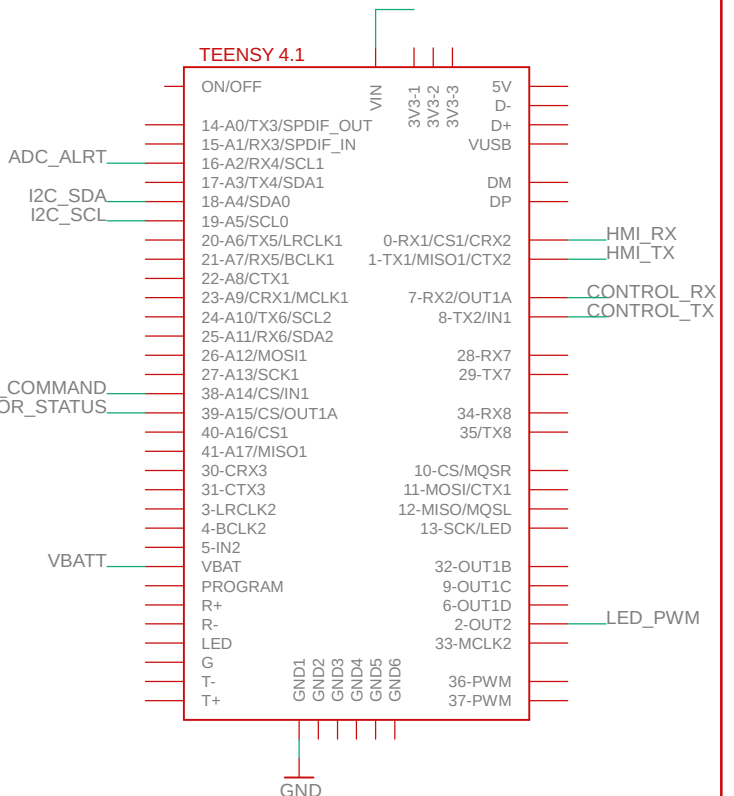 TEENSY 4.1
ON/OFF
VIN
3V3-1
3V3-2
3V3-3
5V
D-
14-A0/TX3/SPDIF_OUT
D+
15-A1/RX3/SPDIF_IN
VUSB
ADC_ALRT
16-A2/RX4/SCL1
17-A3/TX4/SDA1
DM
I2C_SDA
18-A4/SDA0
DP
I2C_SCL
19-A5/SCL0
20-A6/TX5/LRCLK1
0-RX1/CS1/CRX2
HMI_RX
21-A7/RX5/BCLK1
1-TX1/MISO1/CTX2
HMI_TX
22-A8/CTX1
23-A9/CRX1/MCLK1
7-RX2/OUT1A
CONTROL_RX
24-A10/TX6/SCL2
8-TX2/IN1
CONTROL_TX
25-A11/RX6/SDA2
26-A12/MOSI1
28-RX7
27-A13/SCK1
29-TX7
_COMMAND
38-A14/CS/IN1
OR_STATUS
39-A15/CS/OUT1A
34-RX8
40-A16/CS1
35/TX8
41-A17/MISO1
30-CRX3
10-CS/MQSR
31-CTX3
11-MOSI/CTX1
3-LRCLK2
12-MISO/MQSL
4-BCLK2
13-SCK/LED
5-IN2
VBATT
VBAT
32-OUT1B
PROGRAM
9-OUT1C
R+
6-OUT1D
R-
2-OUT2
LED_PWM
LED
33-MCLK2
G
T-
36-PWM
T+
37-PWM
GND1
GND2
GND3
GND4
GND5
GND6
GND